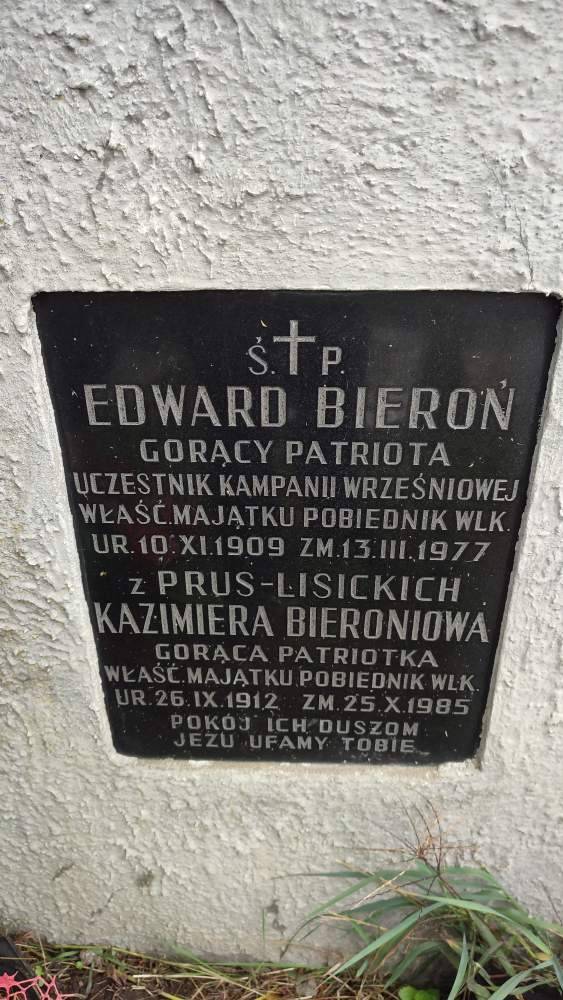 Ś. † P.
EDWARD BIEROŃ
GORĄCY PATRIOTA
UCZESTNIK KAMPANII WRZEŚNIOWEJ
WŁAŚĆ. MAJĄTKU POBIEDNIK WLK.
UR. 10. XI. 1909 ZM. 13. III. 1977
z PRUS-LISICKICH
KAZIMIERA BIERONIOWA
GORĄCA PATRIOTKA
WŁAŚĆ. MAJĄTKU POBIEDNIK WLK.
UR. 26. IX. 1912 ZM. 25. X. 1985
POKÓJ ICH DUSZOM
JEZU UFAMY TOBIE